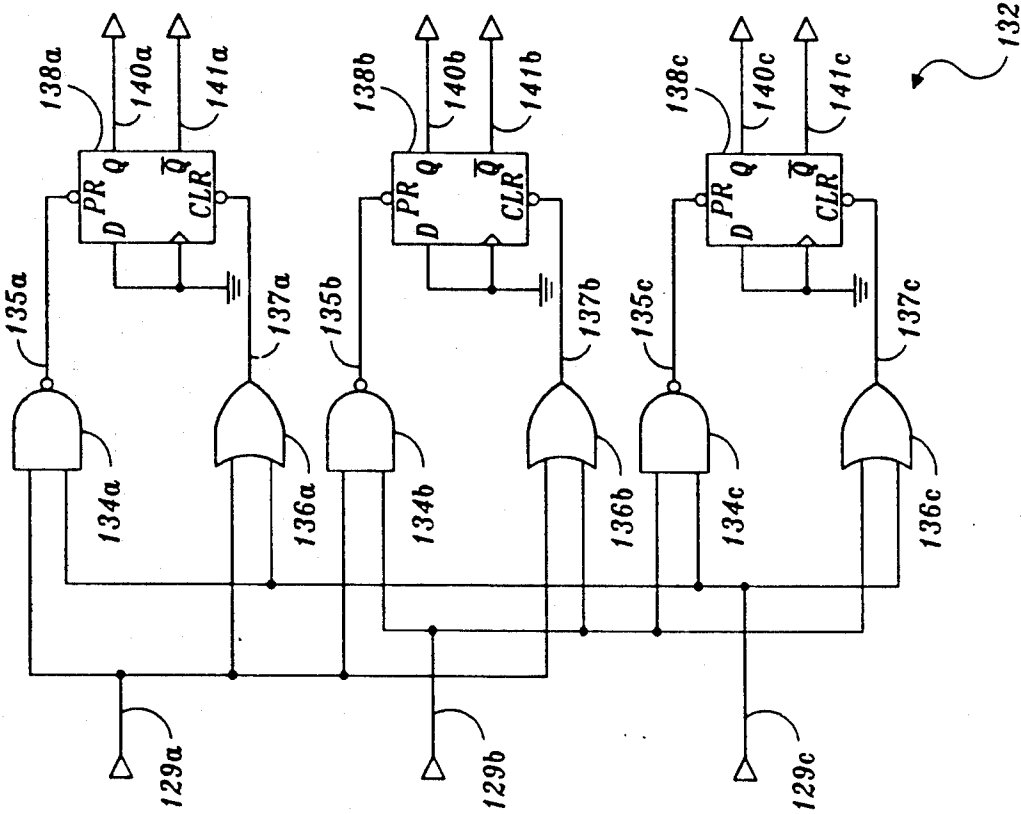 129a
134a
135a
136a
137a
138a
PR
D Q
Q̅
CLR
140a
141a
129b
134b
135b
136b
137b
138b
PR
D Q
Q̅
CLR
140b
141b
129c
134c
135c
136c
137c
138c
PR
D Q
Q̅
CLR
140c
141c
132